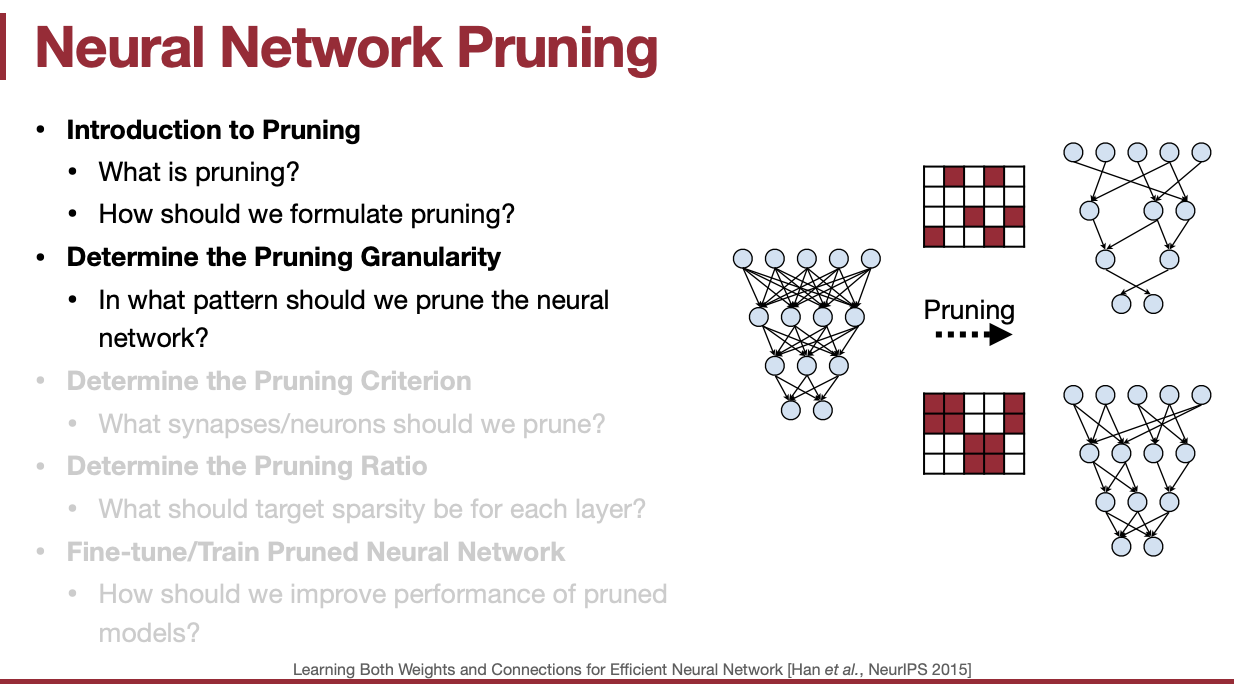 Neural Network Pruning
• Introduction to Pruning
• What is pruning?
• How should we formulate pruning?
• Determine the Pruning Granularity
• In what pattern should we prune the neural
network?
• Determine the Pruning Criterion
• What synapses/neurons should we prune?
• Determine the Pruning Ratio
• What should target sparsity be for each layer?
• Fine-tune/Train Pruned Neural Network
• How should we improve performance of pruned
models?
Pruning
Learning Both Weights and Connections for Efficient Neural Network [Han et al., NeurIPS 2015]